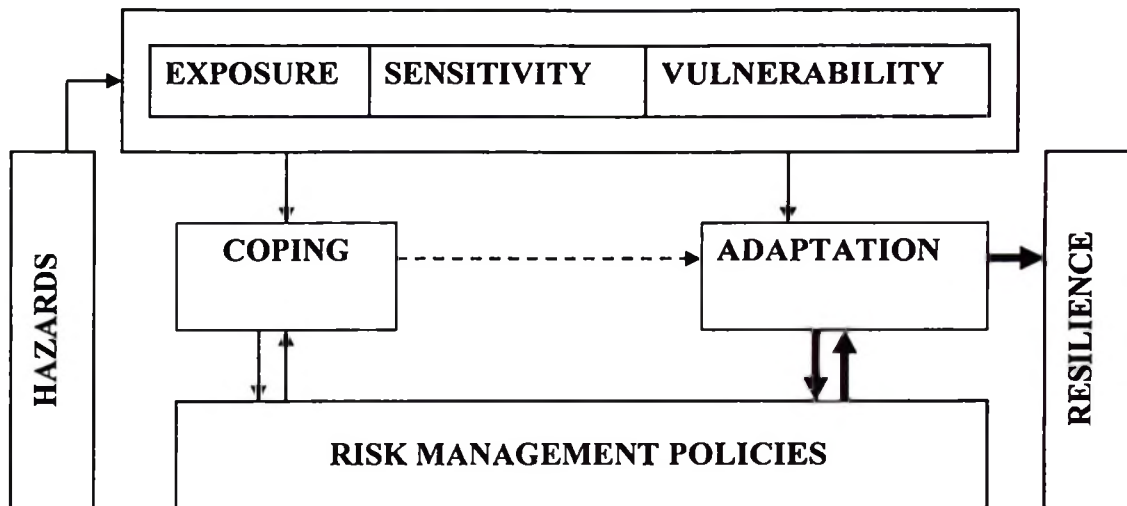 EXPOSURE SENSITIVITY VULNERABILITY
COPING ADAPTATION
HAZARDS
RESILIENCE
RISK MANAGEMENT POLICIES